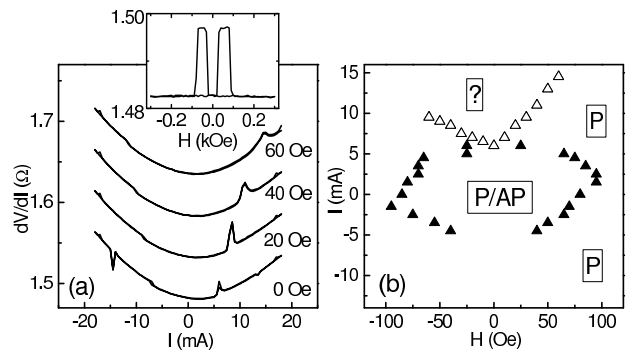 1.50
1.48
-0.2 0.0 0.2
H (kOe)
1.7
1.6
1.5
dV/dI (Ω)
60 Oe
40 Oe
20 Oe
0 Oe
(a)
-20 -10 0 10 20
I (mA)
15
10
5
0
-5
-10
I (mA)
?
P
P/AP
P
(b)
-100 -50 0 50 100
H (Oe)